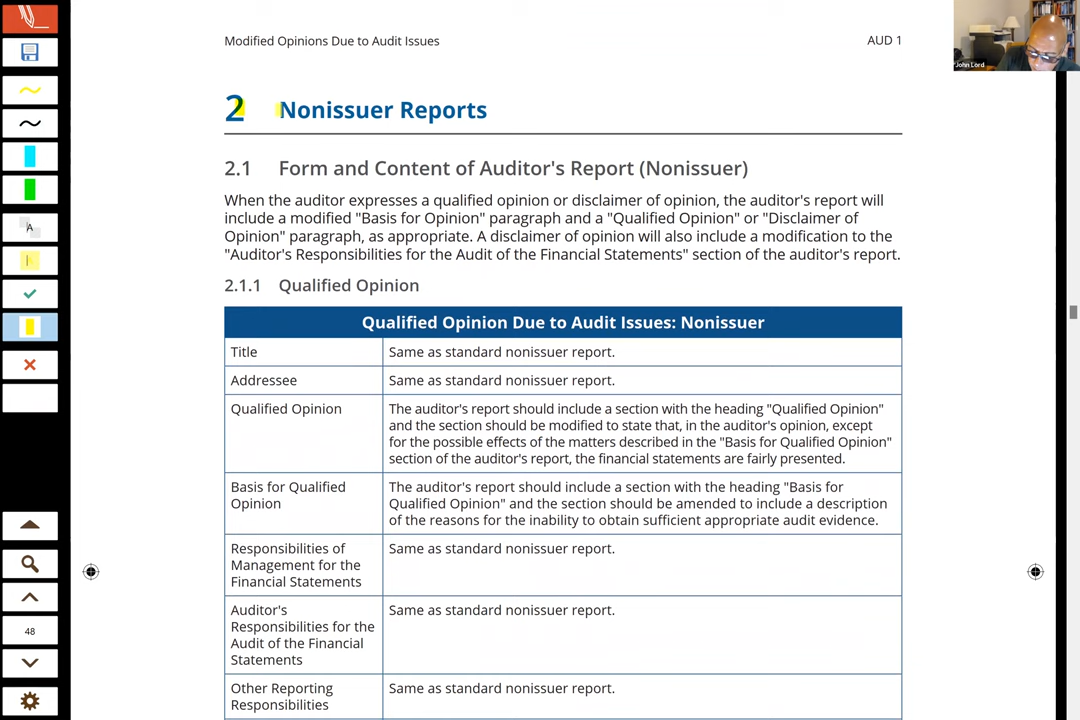 Modified Opinions Due to Audit Issues
AUD 1
John Lord
2 Nonissuer Reports
2.1 Form and Content of Auditor's Report (Nonissuer)
When the auditor expresses a qualified opinion or disclaimer of opinion, the auditor's report will
include a modified "Basis for Opinion" paragraph and a "Qualified Opinion" or "Disclaimer of
Opinion" paragraph, as appropriate. A disclaimer of opinion will also include a modification to the
"Auditor's Responsibilities for the Audit of the Financial Statements" section of the auditor's report.
2.1.1 Qualified Opinion
Qualified Opinion Due to Audit Issues: Nonissuer
Title
Same as standard nonissuer report.
Addressee
Same as standard nonissuer report.
Qualified Opinion
The auditor's report should include a section with the heading "Qualified Opinion"
and the section should be modified to state that, in the auditor's opinion, except
for the possible effects of the matters described in the "Basis for Qualified Opinion"
section of the auditor's report, the financial statements are fairly presented.
Basis for Qualified
Opinion
The auditor's report should include a section with the heading "Basis for
Qualified Opinion" and the section should be amended to include a description
of the reasons for the inability to obtain sufficient appropriate audit evidence.
Responsibilities of
Management for the
Financial Statements
Same as standard nonissuer report.
Auditor's
Responsibilities for the
Audit of the Financial
Statements
Same as standard nonissuer report.
Other Reporting
Responsibilities
Same as standard nonissuer report.
A
48